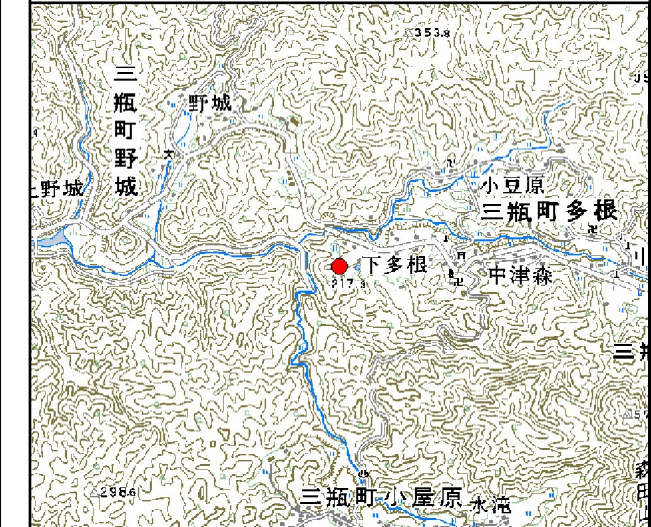 353.8
三瓶町野城
野城
上野城
小豆原
三瓶町多根
下多根
217.3
中津森
三瓶町小屋原
水滝
298.6